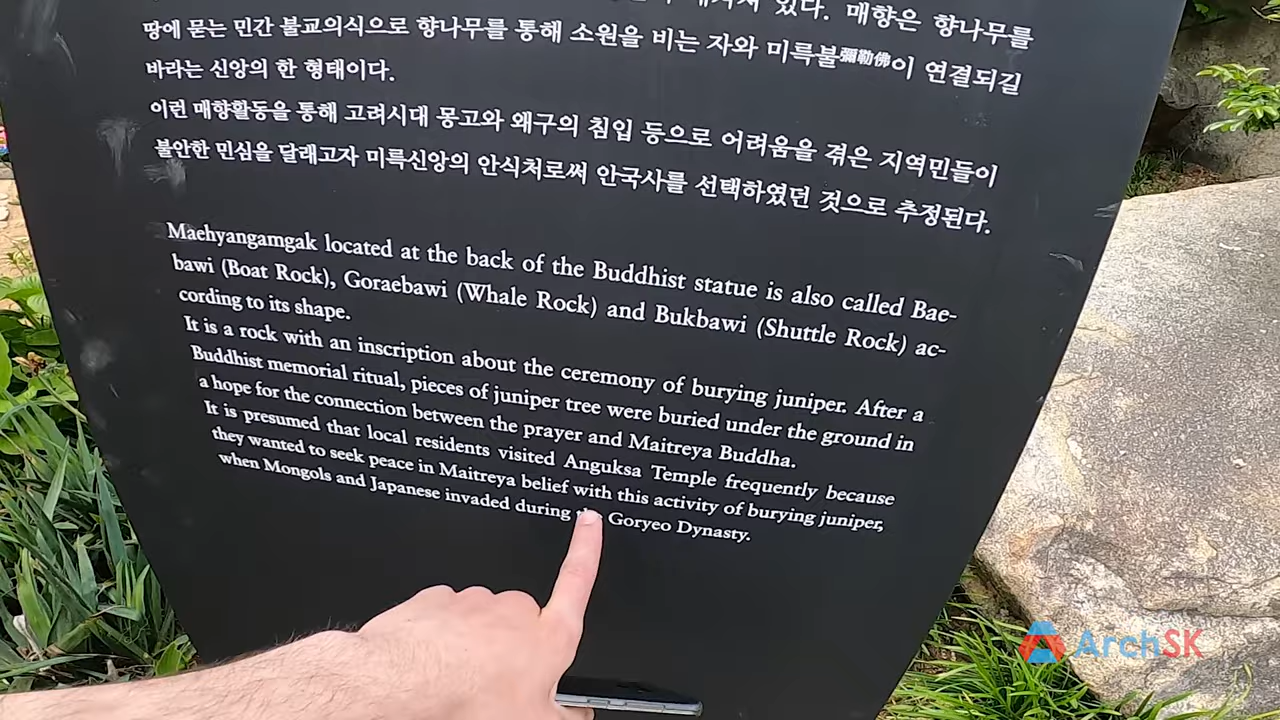 있다. 매향은 향나무를
땅에 묻는 민간 불교의식으로 향나무를 통해 소원을 비는 자와 미륵불彌勒佛이 연결되길
바라는 신앙의 한 형태이다.
이런 매향활동을 통해 고려시대 몽고와 왜구의 침입 등으로 어려움을 겪은 지역민들이
불안한 민심을 달래고자 미륵신앙의 안식처로써 안국사를 선택하였던 것으로 추정된다.
Maehyangamgak located at the back of the Buddhist statue is also called Bae-
bawi (Boat Rock), Goraebawi (Whale Rock) and Bukbawi (Shuttle Rock) ac-
cording to its shape.
It is a rock with an inscription about the ceremony of burying juniper. After a
Buddhist memorial ritual, pieces of juniper tree were buried under the ground in
a hope for the connection between the prayer and Maitreya Buddha.
It is presumed that local residents visited Anguksa Temple frequently because
they wanted to seek peace in Maitreya belief with this activity of burying juniper,
when Mongols and Japanese invaded during the Goryeo Dynasty.
ArchSK